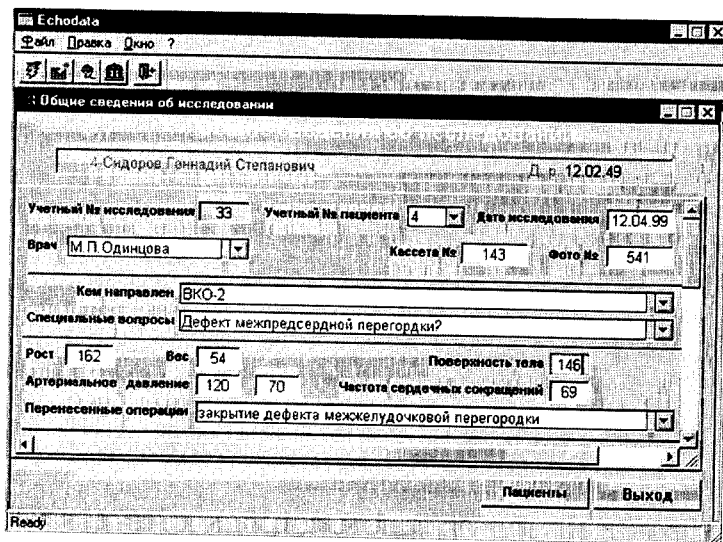 Echodata
Файл Правка Окно ?
Общие сведения об исследовании
4 Сидоров Геннадий Степанович Д. р. 12.02.49
Учетный № исследования 33 Учетный № пациента 4 Дата исследования 12.04.99
Врач М.П.Одинцова Кассета № 143 Фото № 541
Кем направлен ВКО-2
Специальные вопросы Дефект межпредсердной перегордки?
Рост 162 Вес 54 Поверхность тела 146
Артериальное давление 120 70 Частота сердечных сокращений 69
Перенесенные операции закрытие дефекта межжелудочковой перегородки
Пациенты Выход
Ready